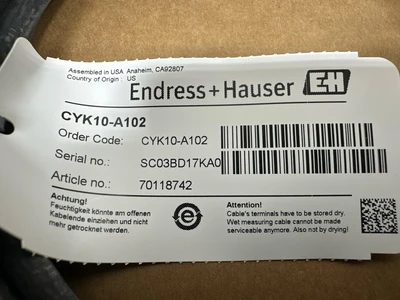 Assembled in USA Anaheim, CA92807
Country of Origin : US
Endress+Hauser EH
CYK10-A102
Order Code: CYK10-A102
Serial no.: SC03BD17KA0
Article no.: 70118742
Achtung!
Feuchtigkeit könnte am offenen
Kabelende einziehen und nicht
mehr getrocknet werden.
Attention!
Cable's terminals have to be stored dry.
Wet measuring cable cannot be made
serviceable anymore. Also not by drying!